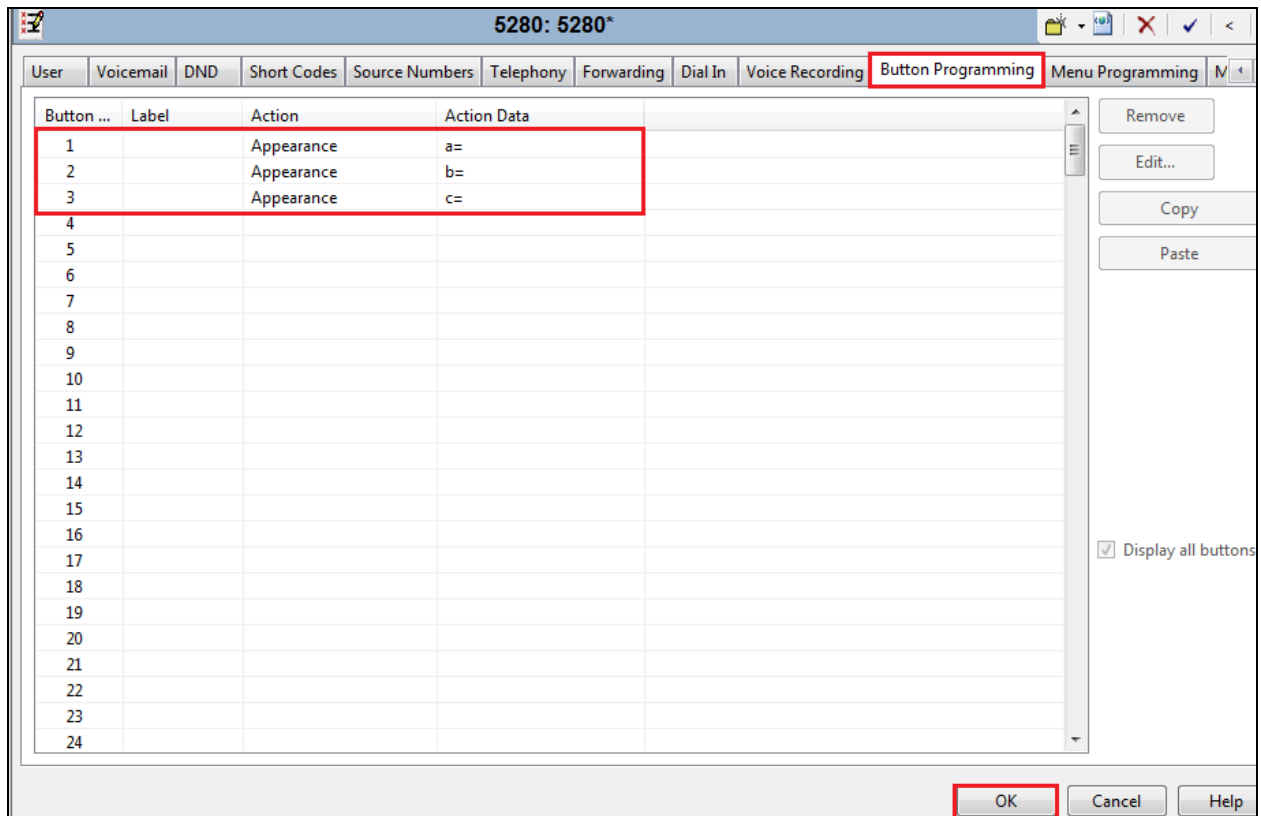 5280: 5280*
<
User Voicemail DND Short Codes Source Numbers Telephony Forwarding Dial In Voice Recording Button Programming Menu Programming M
Button ... Label Action Action Data
Remove
1 Appearance a=
2 Appearance b=
Edit...
3 Appearance c=
Copy
4
5
Paste
6
7
8
9
10
11
12
13
14
15
16
17
Display all buttons
18
19
20
21
22
23
24
OK Cancel Help